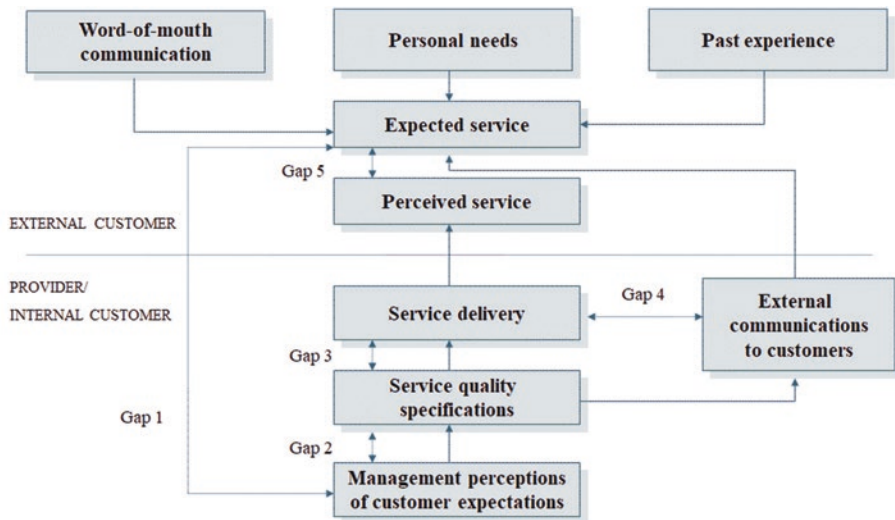 Word-of-mouth
communication
Personal needs
Past experience
Expected service
Gap 5
Perceived service
EXTERNAL CUSTOMER
PROVIDER/
INTERNAL CUSTOMER
Service delivery
Gap 4
External
communications
to customers
Gap 3
Service quality
specifications
Gap 1
Gap 2
Management perceptions
of customer expectations